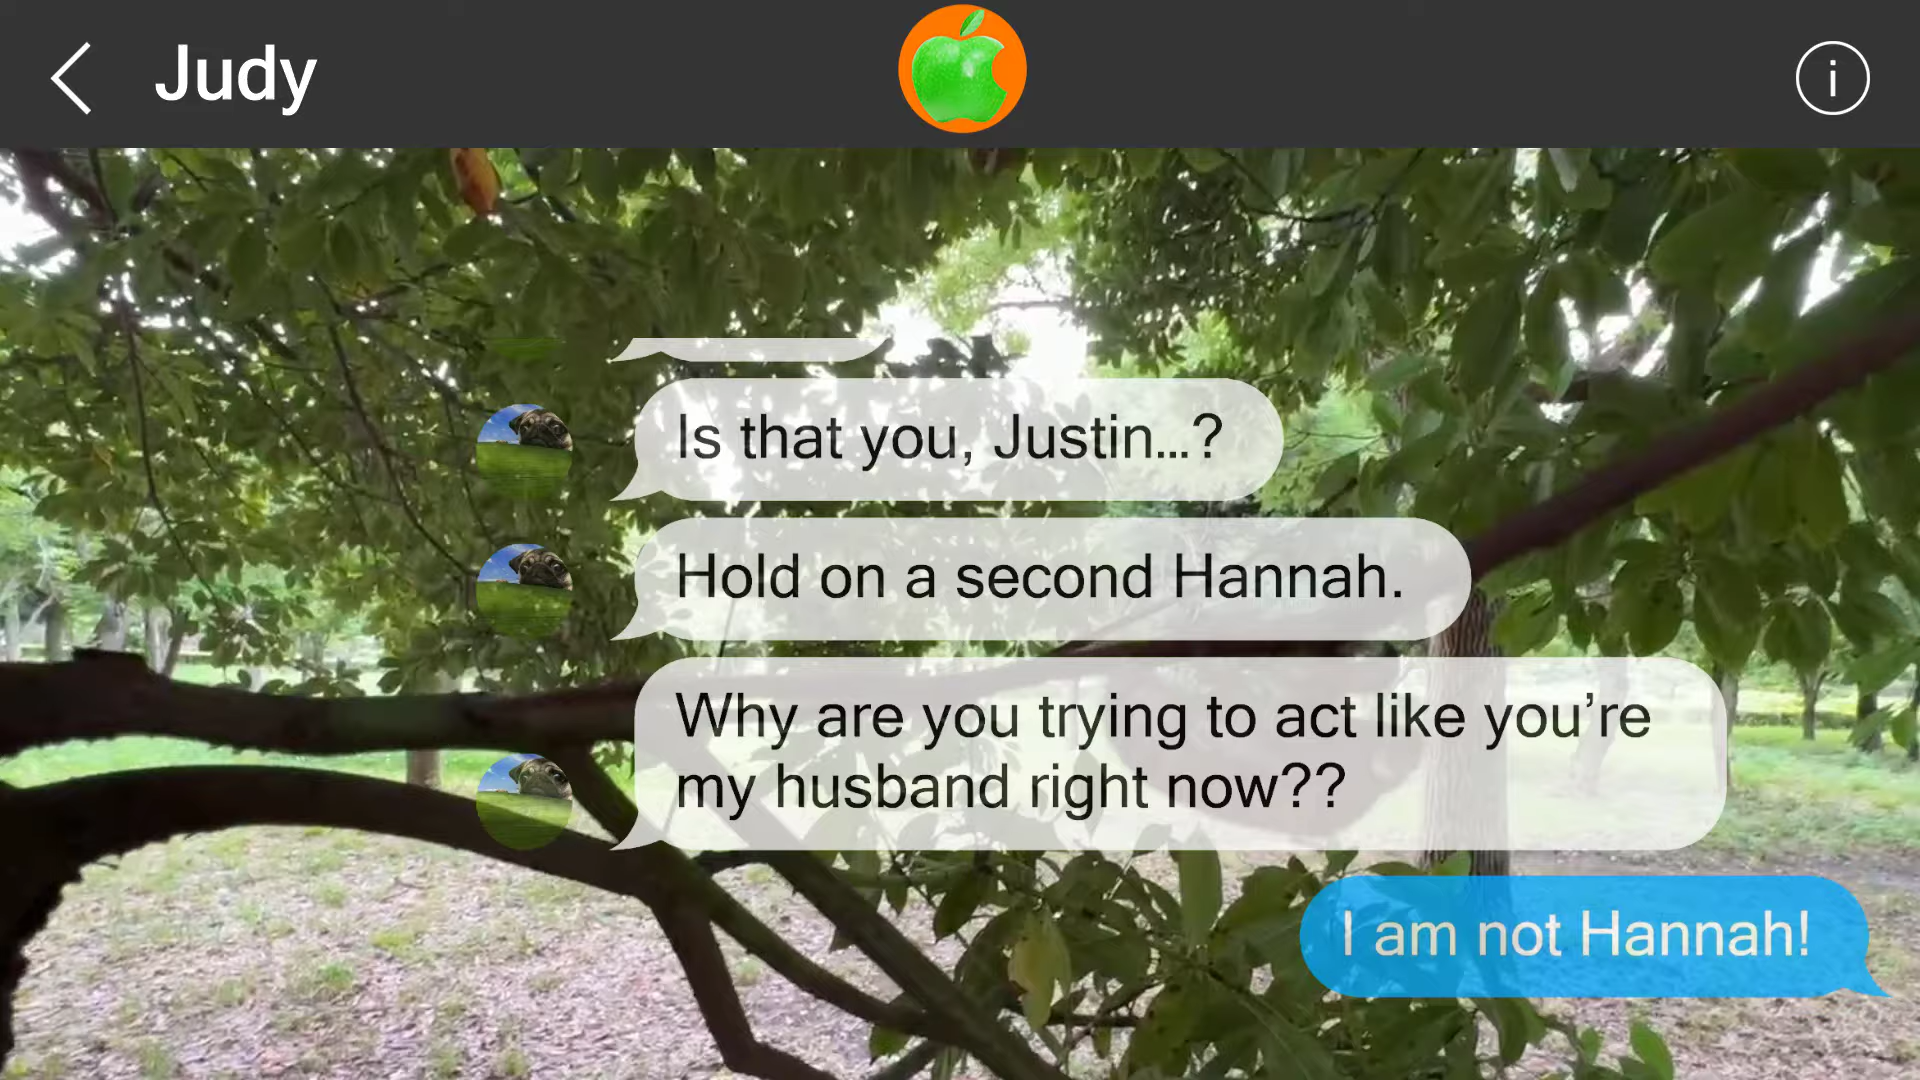 Judy
i
Is that you, Justin...?
Hold on a second Hannah.
Why are you trying to act like you’re
my husband right now??
I am not Hannah!